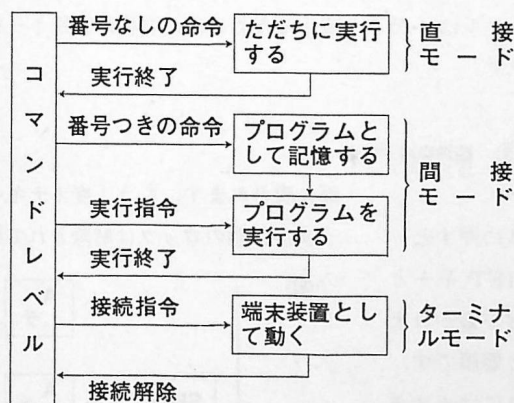 コマンドレベル
番号なしの命令
ただちに実行
する
直接
モード
実行終了
番号つきの命令
プログラムと
して記憶する
間接
モード
実行指令
プログラムを
実行する
実行終了
接続指令
端末装置とし
て動く
ターミナ
ルモード
接続解除